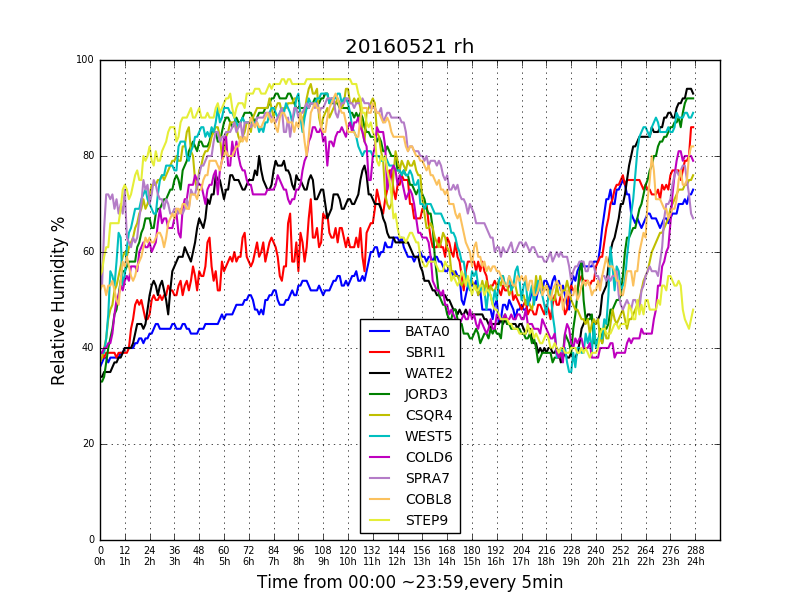 20160521 rh
Relative Humidity %
100
80
60
40
20
0
BATA0
SBRI1
WATE2
JORD3
CSQR4
WEST5
COLD6
SPRA7
COBL8
STEP9
0 12 24 36 48 60 72 84 96 108 120 132 144 156 168 180 192 204 216 228 240 252 264 276 288
0h 1h 2h 3h 4h 5h 6h 7h 8h 9h 10h 11h 12h 13h 14h 15h 16h 17h 18h 19h 20h 21h 22h 23h 24h
Time from 00:00 ~23:59,every 5min